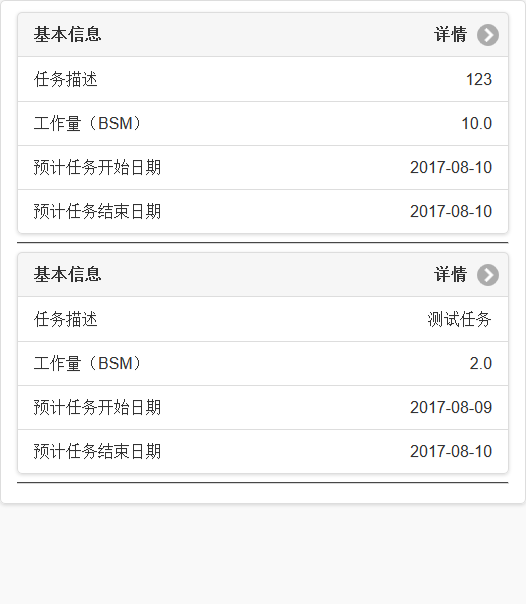 基本信息 详情
任务描述 123
工作量（BSM） 10.0
预计任务开始日期 2017-08-10
预计任务结束日期 2017-08-10
基本信息 详情
任务描述 测试任务
工作量（BSM） 2.0
预计任务开始日期 2017-08-09
预计任务结束日期 2017-08-10